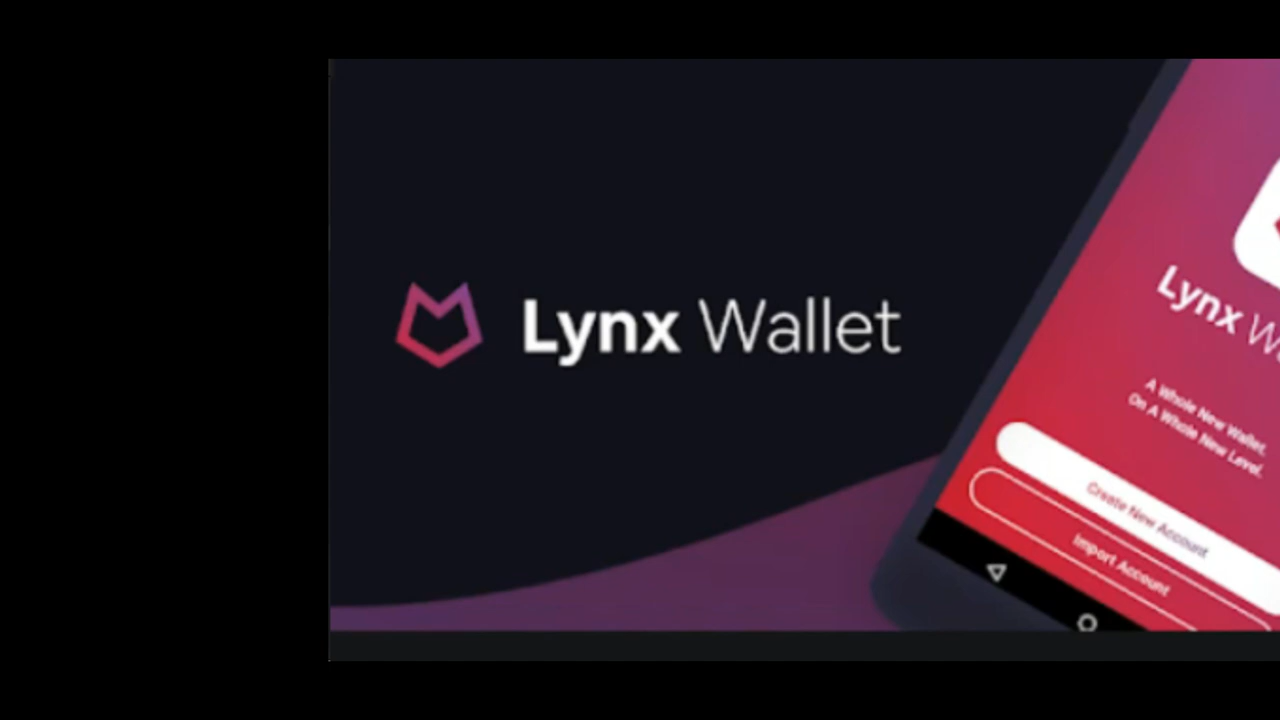 Lynx Wallet
Lynx
A Whole New Wallet.
On A Whole New Level.
Create New Account
Import Account